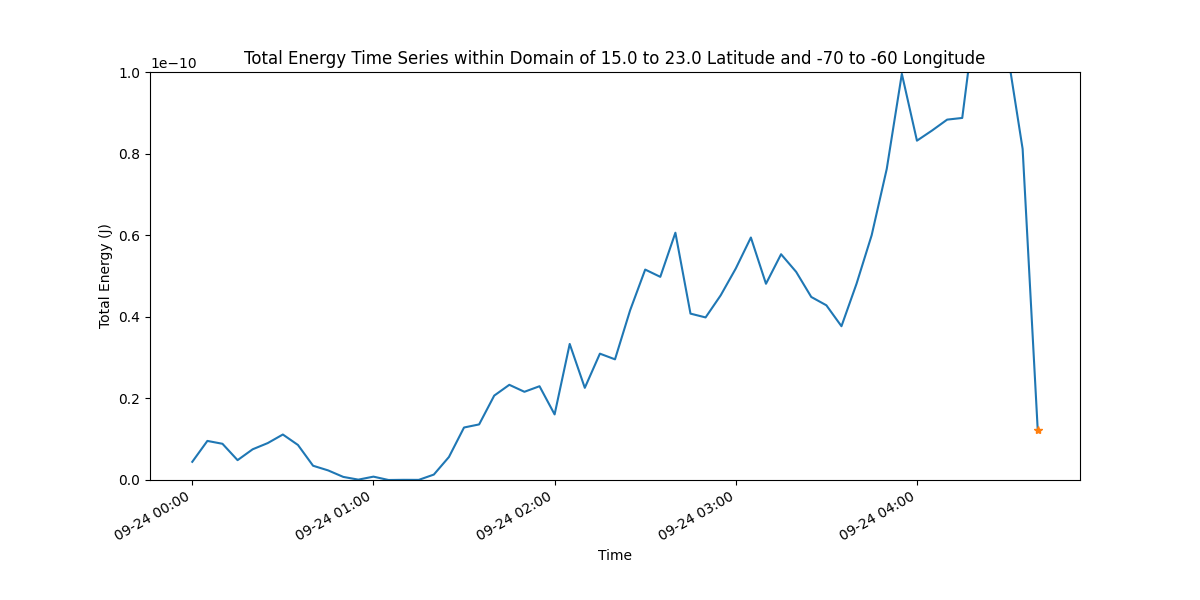 Total Energy Time Series within Domain of 15.0 to 23.0 Latitude and -70 to -60 Longitude
1e−10
1.0
0.8
0.6
0.4
0.2
0.0
Total Energy (J)
09-24 00:00
09-24 01:00
09-24 02:00
09-24 03:00
09-24 04:00
Time